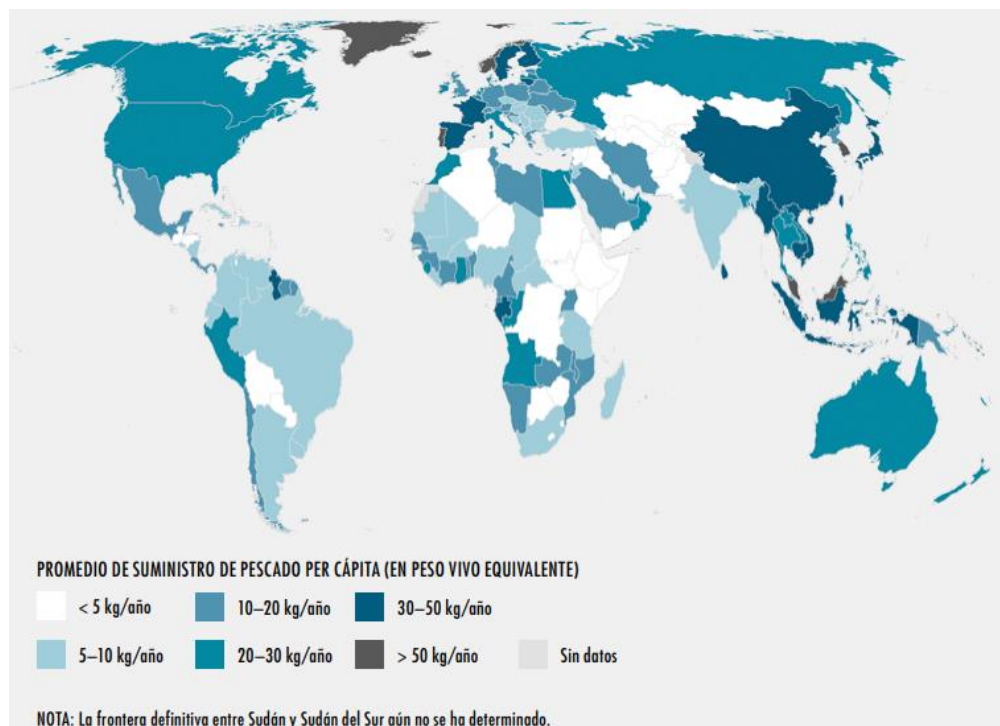 PROMEDIO DE SUMINISTRO DE PESCADO PER CÁPITA (EN PESO VIVO EQUIVALENTE)
< 5 kg/año 10–20 kg/año 30–50 kg/año
5–10 kg/año 20–30 kg/año > 50 kg/año Sin datos
NOTA: La frontera definitiva entre Sudán y Sudán del Sur aún no se ha determinado.